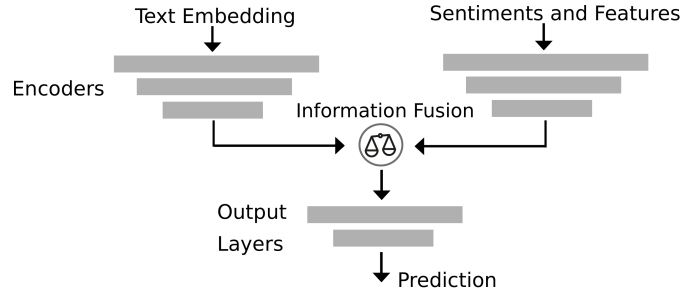 Text Embedding
Sentiments and Features
Encoders
Information Fusion
Output
Layers
Prediction